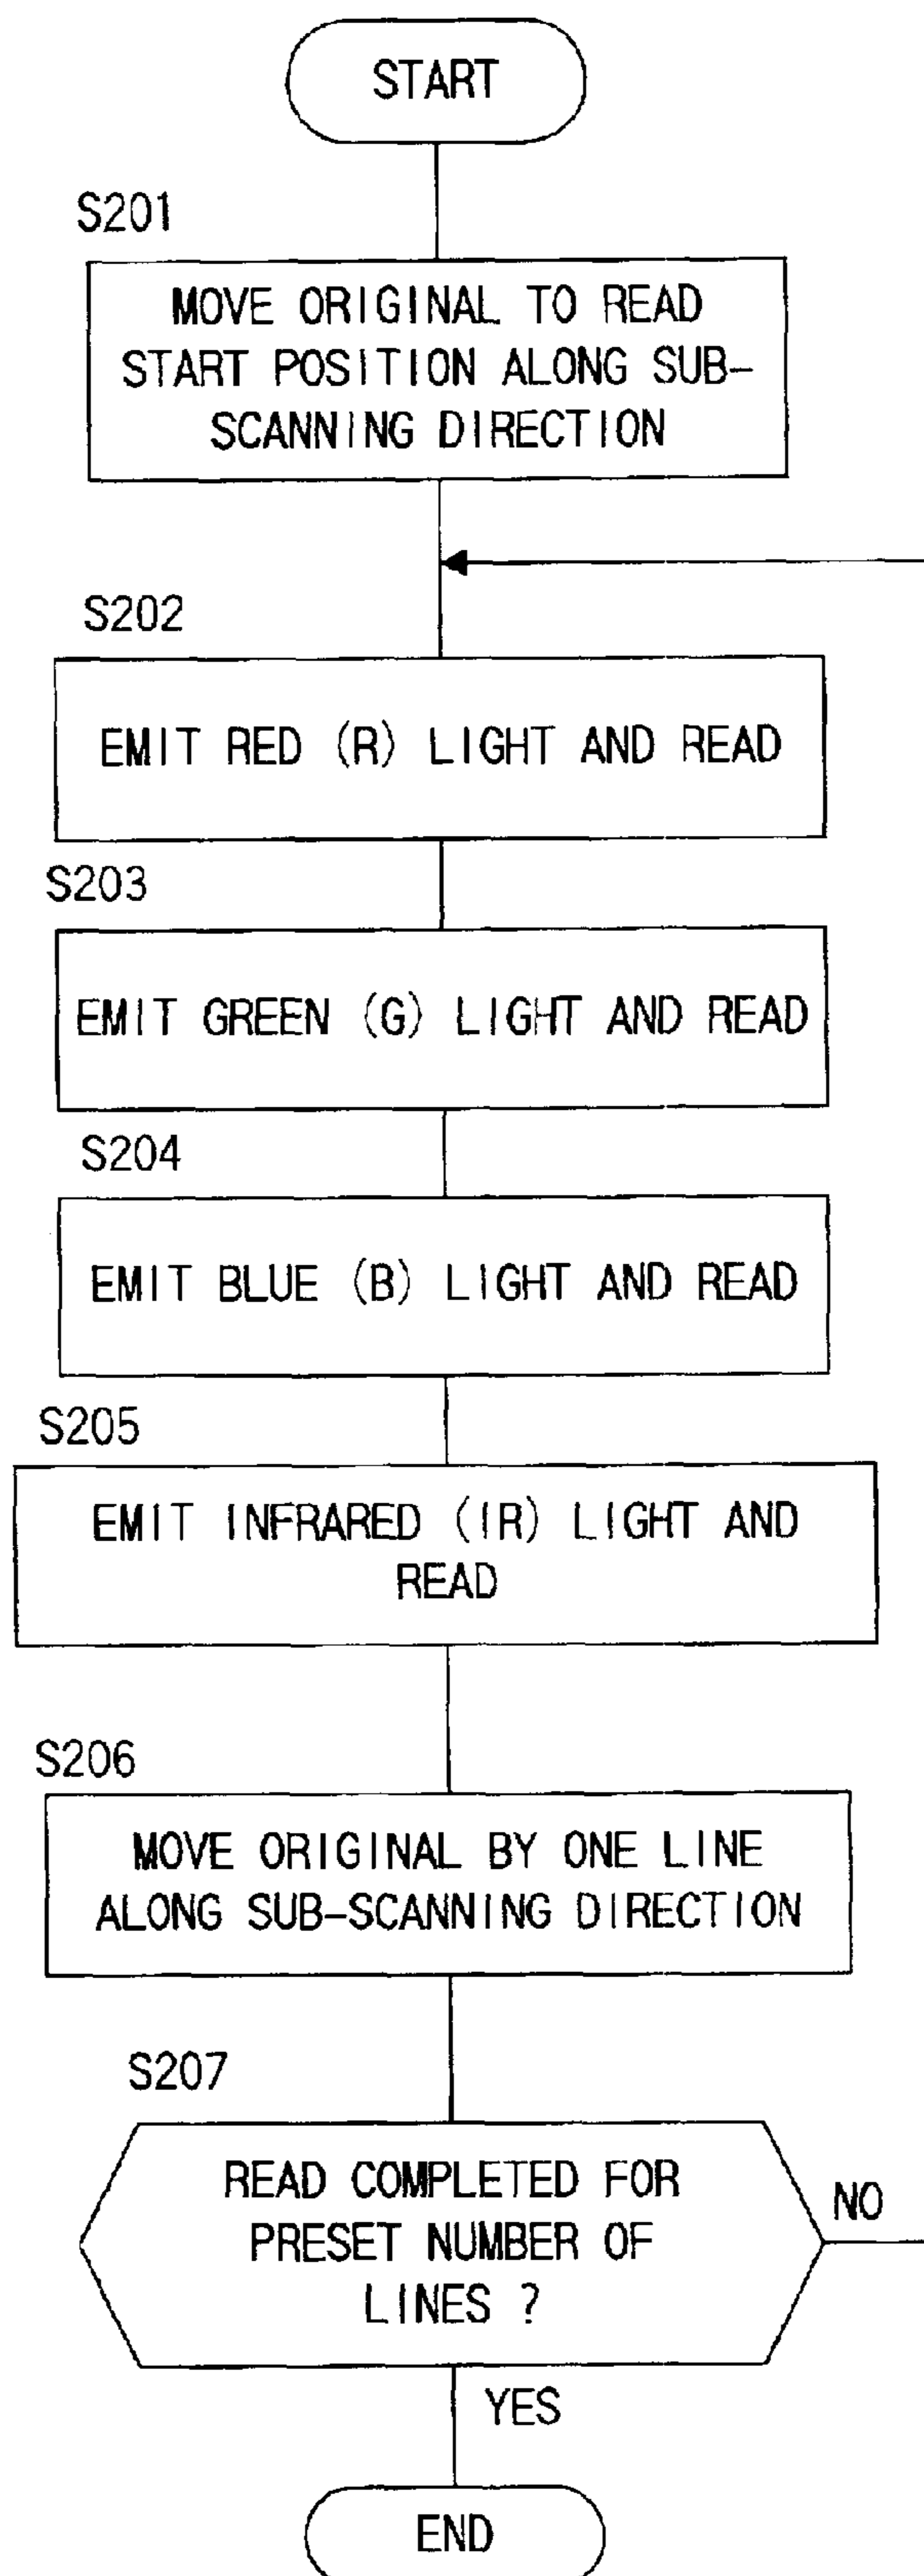 START
S201
MOVE ORIGINAL TO READ
START POSITION ALONG SUB-
SCANNING DIRECTION
S202
EMIT RED (R) LIGHT AND READ
S203
EMIT GREEN (G) LIGHT AND READ
S204
EMIT BLUE (B) LIGHT AND READ
S205
EMIT INFRARED (IR) LIGHT AND
READ
S206
MOVE ORIGINAL BY ONE LINE
ALONG SUB-SCANNING DIRECTION
S207
READ COMPLETED FOR
PRESET NUMBER OF
LINES ?
NO
YES
END